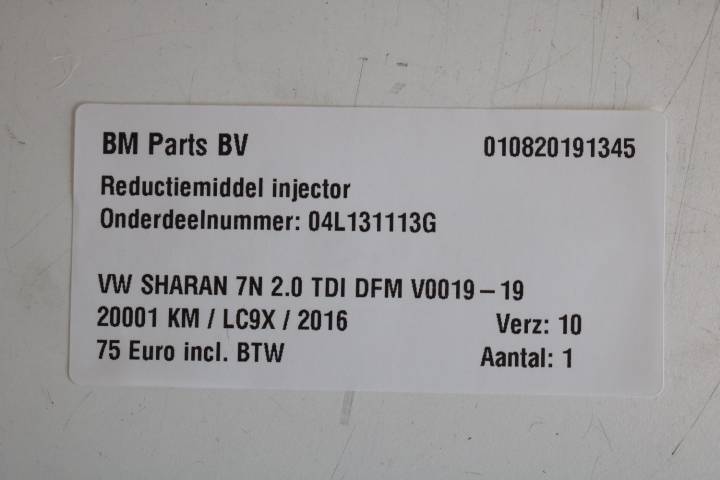 BM Parts BV 010820191345
Reductiemiddel injector
Onderdeelnummer: 04L131113G
VW SHARAN 7N 2.0 TDI DFM V0019-19
20001 KM / LC9X / 2016 Verz: 10
75 Euro incl. BTW Aantal: 1